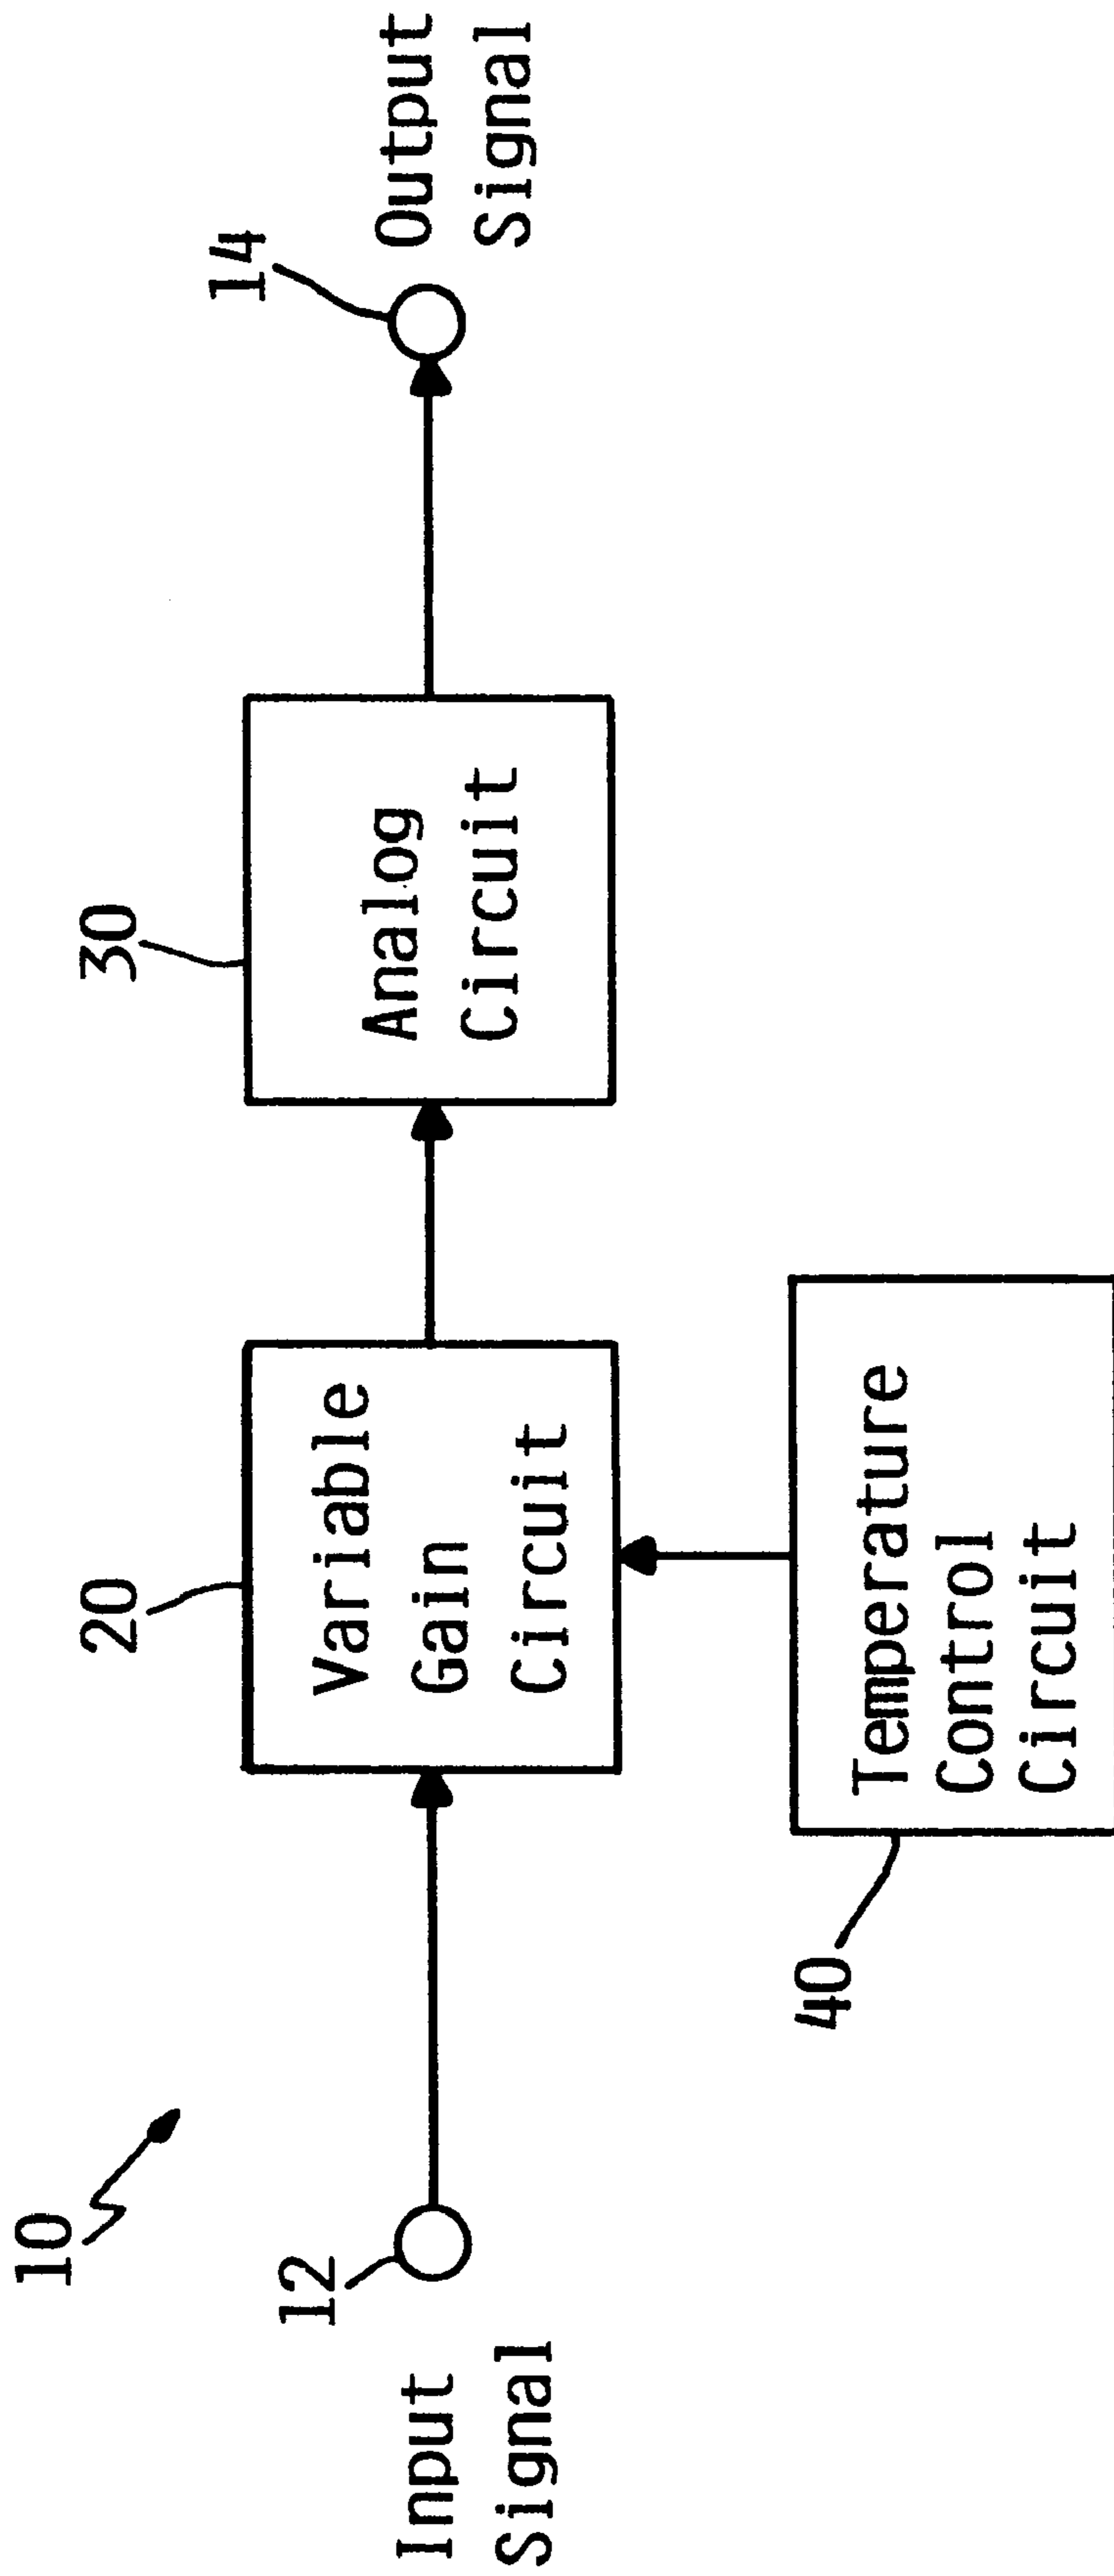 10
12
Input
Signal
20
Variable
Gain
Circuit
30
Analog
Circuit
14
Output
Signal
40
Temperature
Control
Circuit